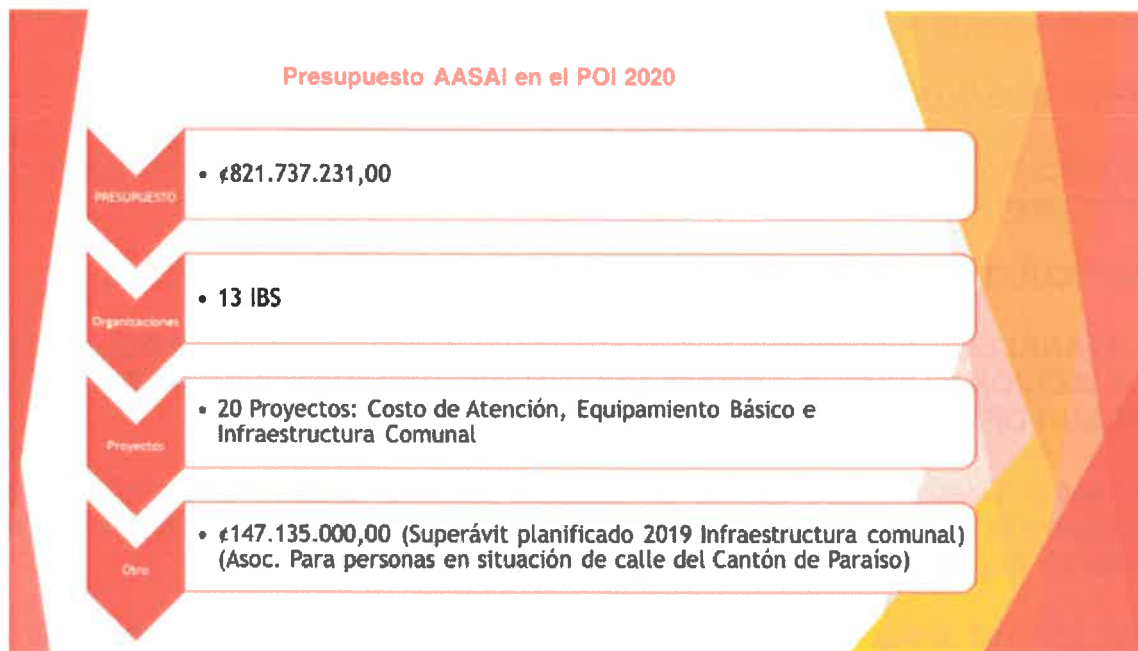 Presupuesto AASAI en el POI 2020
PRESUPUESTO
• ¢821.737.231,00
Organizaciones
• 13 IBS
Proyectos
• 20 Proyectos: Costo de Atención, Equipamiento Básico e
Infraestructura Comunal
Otro
• ¢147.135.000,00 (Superávit planificado 2019 Infraestructura comunal)
(Asoc. Para personas en situación de calle del Cantón de Paraíso)